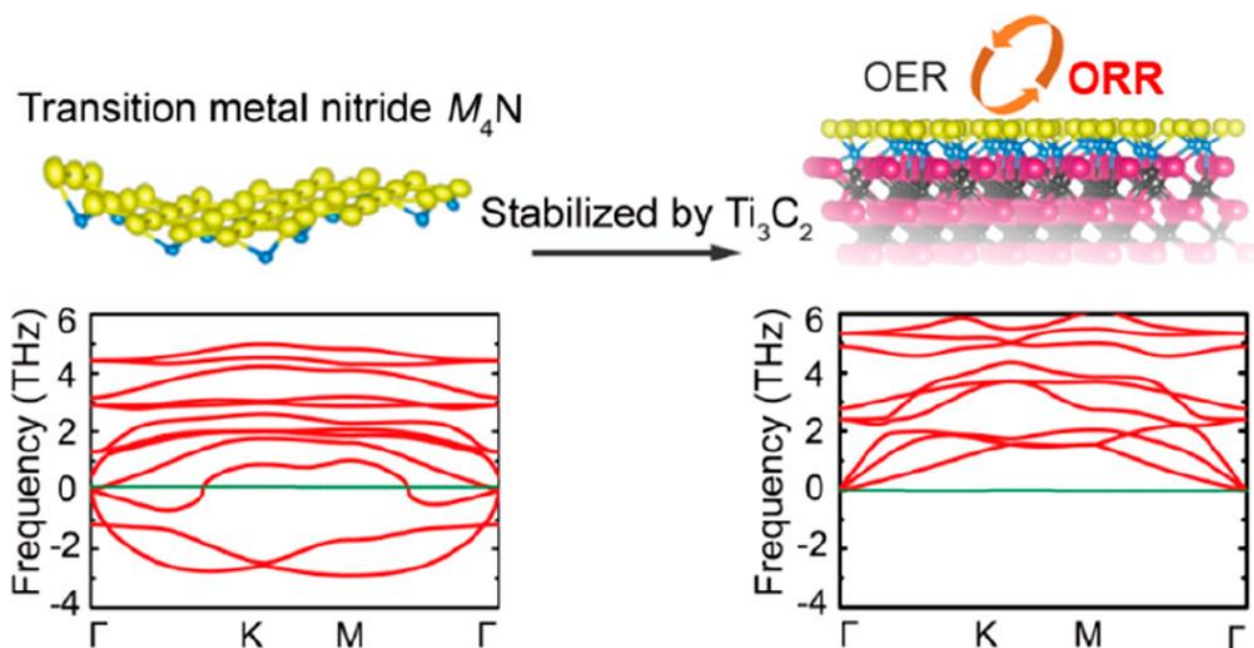 OER ORR
Transition metal nitride M₄N
Stabilized by Ti₃C₂
Frequency (THz)
6
4
2
0
-2
-4
Γ K M Γ
Frequency (THz)
6
4
2
0
-2
-4
Γ K M Γ